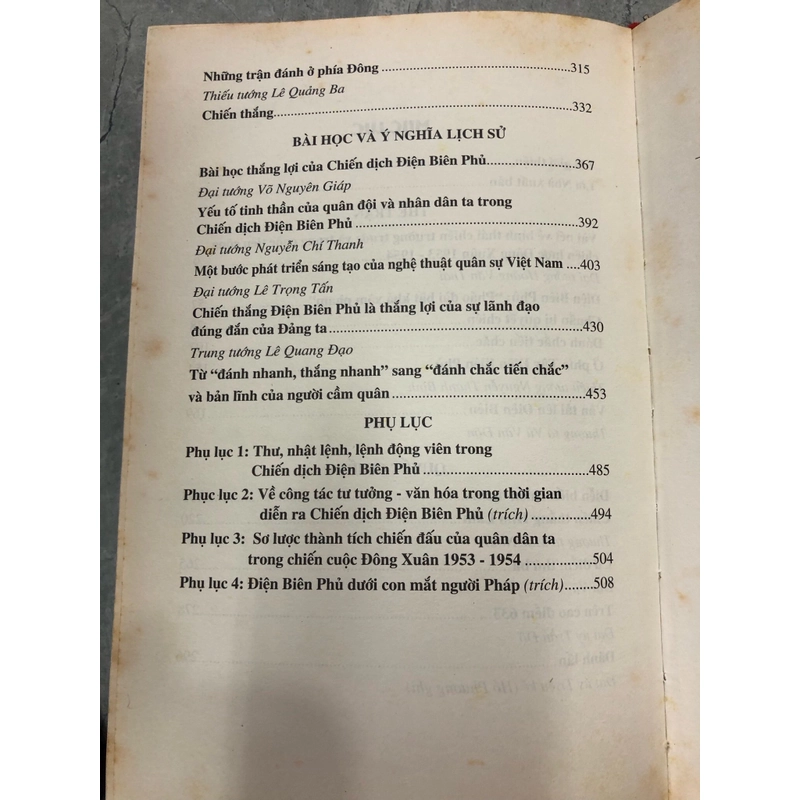 Những trận đánh ở phía Đông ..........................................315
Thiếu tướng Lê Quảng Ba
Chiến thắng.....................................................................332
BÀI HỌC VÀ Ý NGHĨA LỊCH SỬ
Bài học thắng lợi của Chiến dịch Điện Biên Phủ...................367
Đại tướng Võ Nguyên Giáp
Yếu tố tinh thần của quân đội và nhân dân ta trong
Chiến dịch Điện Biên Phủ ..............................................392
Đại tướng Nguyễn Chí Thanh
Một bước phát triển sáng tạo của nghệ thuật quân sự Việt Nam ....403
Đại tướng Lê Trọng Tấn
Chiến thắng Điện Biên Phủ là thắng lợi của sự lãnh đạo
đúng đắn của Đảng ta ......................................................430
Trung tướng Lê Quang Đạo
Từ “đánh nhanh, thắng nhanh” sang “đánh chắc tiến chắc”
và bản lĩnh của người cầm quân........................................453
PHỤ LỤC
Phụ lục 1: Thư, nhật lệnh, lệnh động viên trong
Chiến dịch Điện Biên Phủ ....................................485
Phục lục 2: Về công tác tư tưởng - văn hóa trong thời gian
diễn ra Chiến dịch Điện Biên Phủ (trích)..................494
Phụ lục 3: Sơ lược thành tích chiến đấu của quân dân ta
trong chiến cuộc Đông Xuân 1953 - 1954 .................504
Phụ lục 4: Điện Biên Phủ dưới con mắt người Pháp (trích).......508